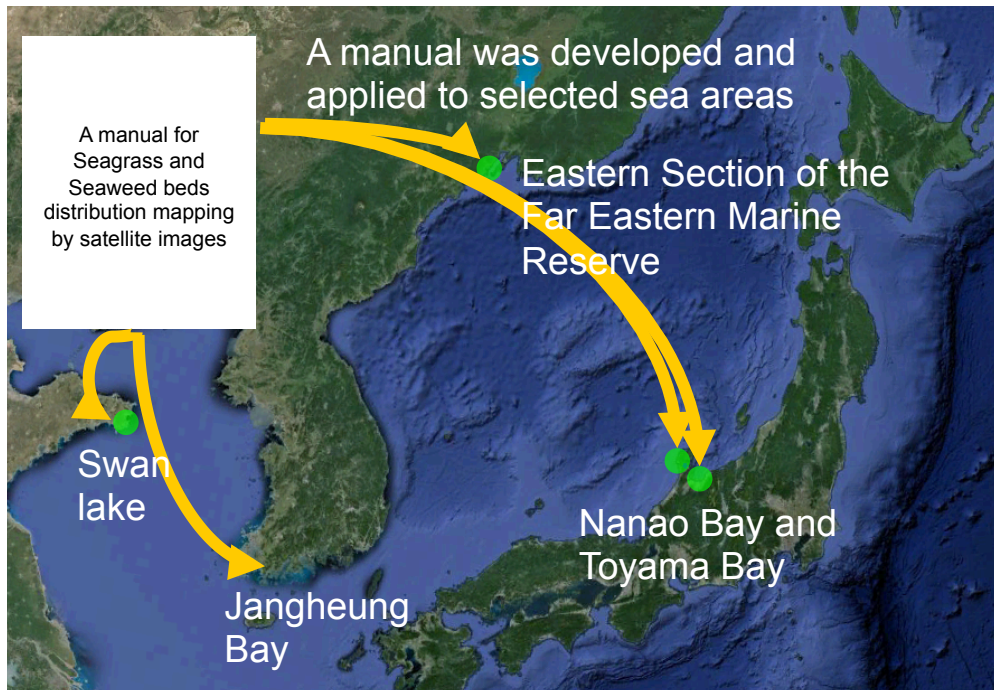 A manual was developed and
applied to selected sea areas
A manual for
Seagrass and
Seaweed beds
distribution mapping
by satellite images
Eastern Section of the
Far Eastern Marine
Reserve
Swan
lake
Nanao Bay and
Toyama Bay
Jangheung
Bay